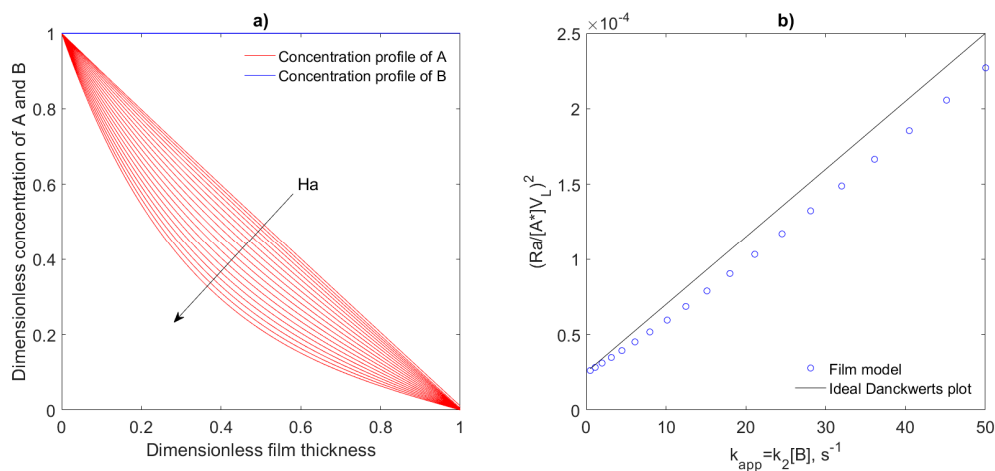 a)
1
0.8
0.6
0.4
0.2
0
0
0.2
0.4
0.6
0.8
1
Dimensionless concentration of A and B
Dimensionless film thickness
Concentration profile of A
Concentration profile of B
Ha
b)
×10⁻⁴
2.5
2
1.5
1
0.5
0
0
10
20
30
40
50
(Ra/[A*]V_L)²
k_app=k₂[B], s⁻¹
Film model
Ideal Danckwerts plot